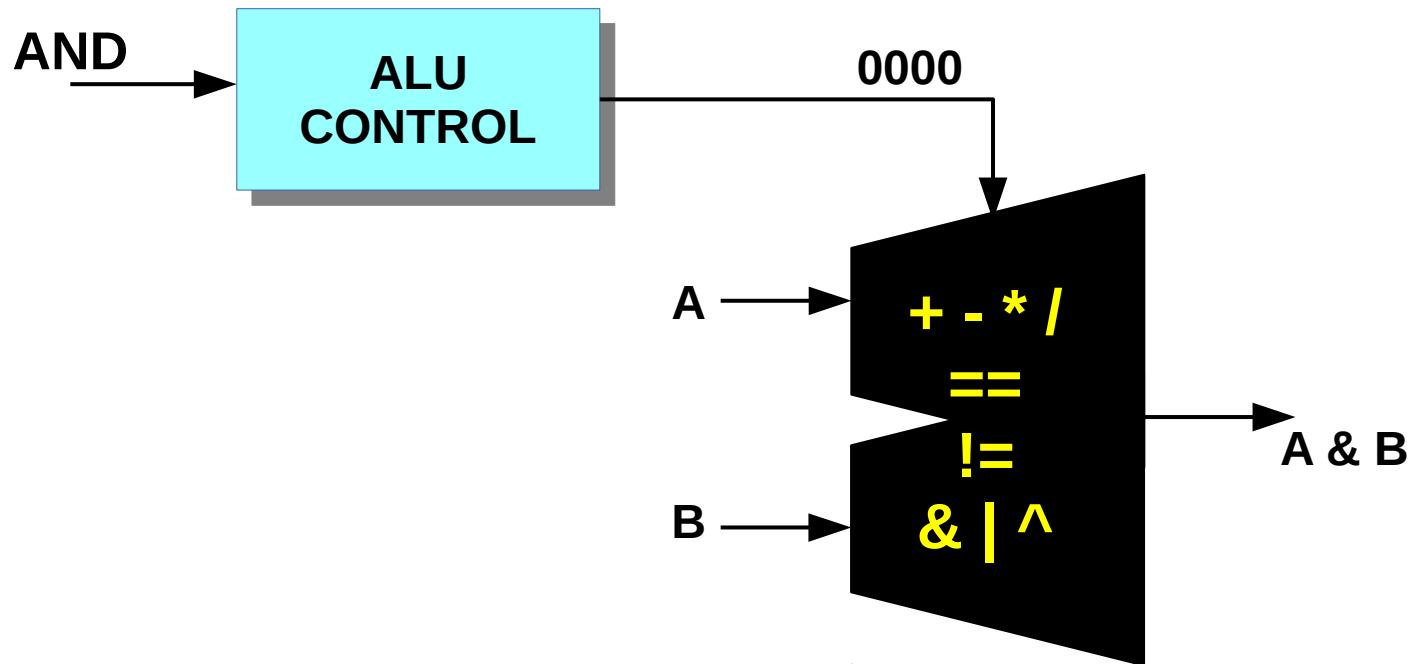 AND
ALU
CONTROL
0000
A
+ - * /
==
!=
& | ^
B
A & B